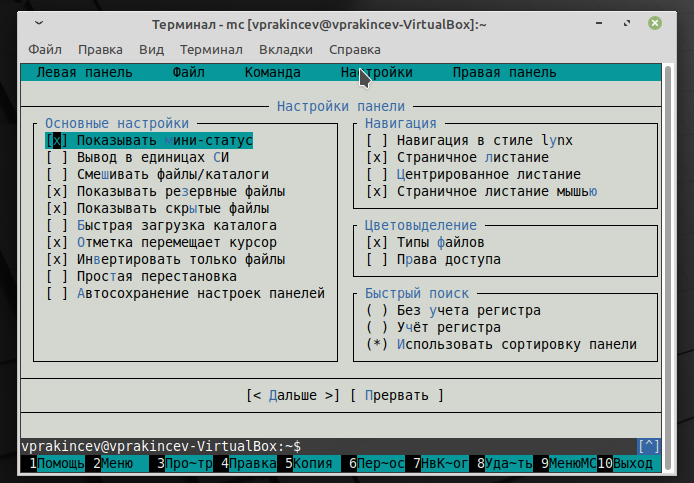 Терминал - mc [vprakincev@vprakincev-VirtualBox]:~
Файл Правка Вид Терминал Вкладки Справка
Левая панель Файл Команда Настройки Правая панель
Настройки панели
Основные настройки
[x] Показывать мини-статус
[ ] Вывод в единицах СИ
[ ] Смешивать файлы/каталоги
[x] Показывать резервные файлы
[x] Показывать скрытые файлы
[ ] Быстрая загрузка каталога
[x] Отметка перемещает курсор
[x] Инвертировать только файлы
[ ] Простая перестановка
[ ] Автосохранение настроек панелей
Навигация
[ ] Навигация в стиле lynx
[x] Страничное листание
[ ] Центрированное листание
[x] Страничное листание мышью
Цветовыделение
[x] Типы файлов
[ ] Права доступа
Быстрый поиск
( ) Без учета регистра
( ) Учёт регистра
(*) Использовать сортировку панели
[< Дальше >] [ Прервать ]
vprakincev@vprakincev-VirtualBox:~$ [^]
1Помощь 2Меню 3Про~тр 4Правка 5Копия 6Пер~ос 7НвК~ог 8Уда~ть 9МенюМС 10Выход